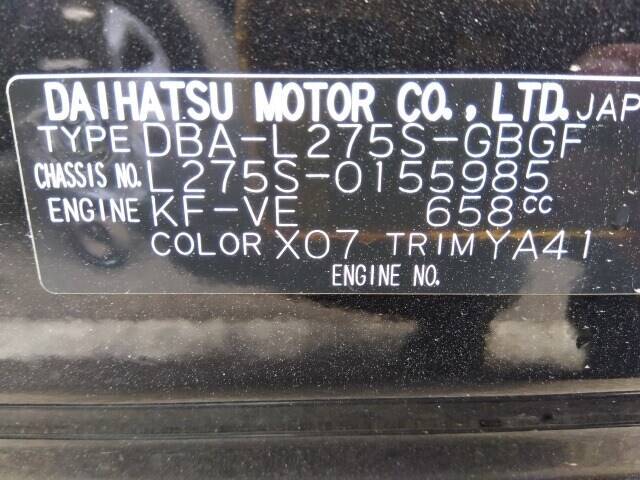 DAIHATSU MOTOR CO., LTD. JAP
TYPE DBA-L275S-GBGF
CHASSIS NO. L275S-0155985
ENGINE KF-VE 658cc
COLOR X07 TRIM YA41
ENGINE NO.